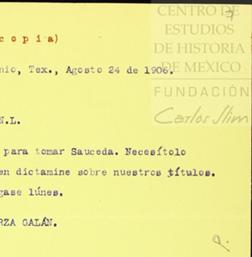 CENTRO DE
ESTUDIOS
DE HISTORIA
DE MEXICO
FUNDACIÓN
Carlos Slim
c o p i a)
nio, Tex., Agosto 24 de 1906.
N.L.
para tomar Sauceda. Necesítolo
en dictamine sobre nuestros títulos.
gase lúnes.
RZA GALÁN.